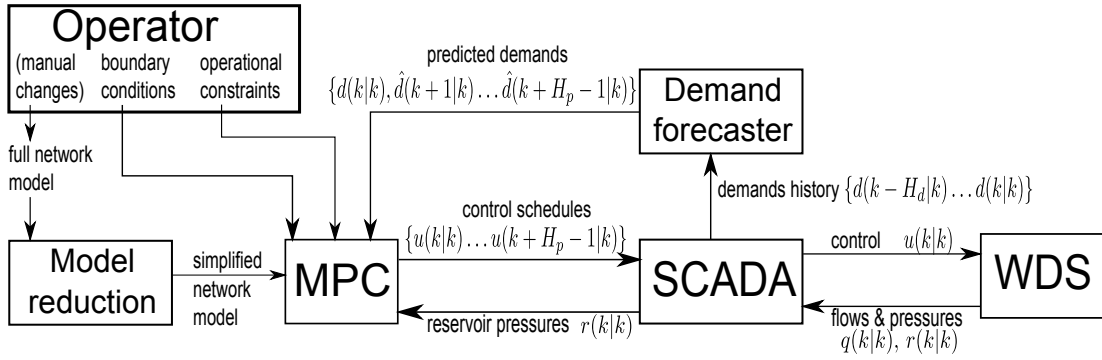 Operator
(manual changes)
boundary conditions
operational constraints
full network model
Model reduction
simplified network model
predicted demands
{d(k|k), d̂(k+1|k) … d̂(k+H_p−1|k)}
Demand forecaster
demands history {d(k−H_d|k) … d(k|k)}
control schedules
{u(k|k) … u(k+H_p−1|k)}
MPC
SCADA
control u(k|k)
WDS
reservoir pressures r(k|k)
flows & pressures
q(k|k), r(k|k)